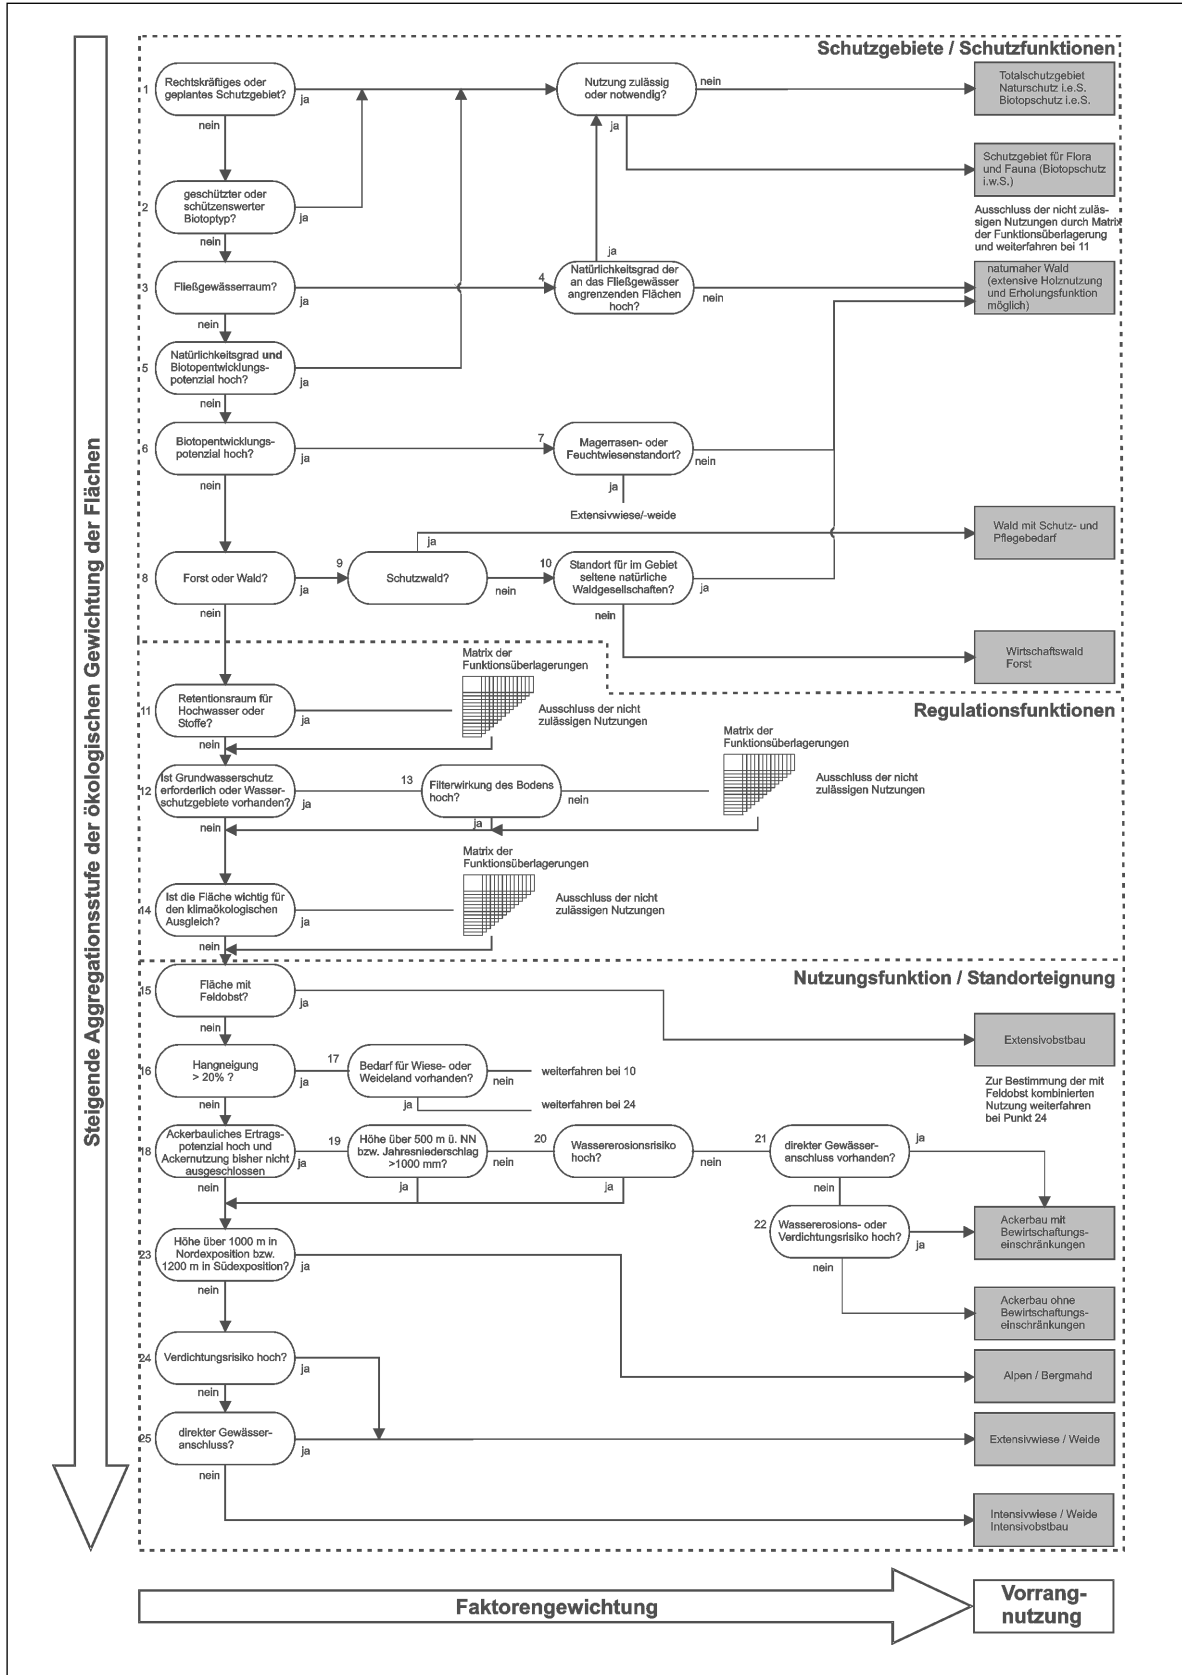 Steigende Aggregationsstufe der ökologischen Gewichtung der Flächen
Schutzgebiete / Schutzfunktionen
1
Rechtskräftiges oder
geplantes Schutzgebiet?
ja
nein
Nutzung zulässig
oder notwendig?
nein
ja
Totalschutzgebiet
Naturschutz i.e.S.
Biotopschutz i.e.S.
Schutzgebiet für Flora
und Fauna (Biotopschutz
i.w.S.)
2
geschützter oder
schützenswerter
Biotoptyp?
ja
nein
Ausschluss der nicht zuläs-
sigen Nutzungen durch Matrix
der Funktionsüberlagerung
und weiterfahren bei 11
3
Fließgewässerraum?
ja
nein
4
Natürlichkeitsgrad der
an das Fließgewässer
angrenzenden Flächen
hoch?
ja
nein
naturnaher Wald
(extensive Holznutzung
und Erholungsfunktion
möglich)
5
Natürlichkeitsgrad und
Biotopentwicklungs-
potenzial hoch?
ja
nein
6
Biotopentwicklungs-
potenzial hoch?
ja
nein
7
Magerrasen- oder
Feuchtwiesenstandort?
nein
ja
Extensivwiese/-weide
8
Forst oder Wald?
ja
nein
9
Schutzwald?
ja
nein
10
Standort für im Gebiet
seltene natürliche
Waldgesellschaften?
ja
nein
Wald mit Schutz- und
Pflegebedarf
Wirtschaftswald
Forst
Regulationsfunktionen
11
Retentionsraum für
Hochwasser oder
Stoffe?
ja
nein
Matrix der
Funktionsüberlagerungen
Ausschluss der nicht
zulässigen Nutzungen
12
Ist Grundwasserschutz
erforderlich oder Wasser-
schutzgebiete vorhanden?
ja
nein
13
Filterwirkung des Bodens
hoch?
nein
ja
Matrix der
Funktionsüberlagerungen
Ausschluss der nicht
zulässigen Nutzungen
14
Ist die Fläche wichtig für
den klimaökologischen
Ausgleich?
ja
nein
Matrix der
Funktionsüberlagerungen
Ausschluss der nicht
zulässigen Nutzungen
Nutzungsfunktion / Standorteignung
15
Fläche mit
Feldobst?
ja
nein
Extensivobstbau
Zur Bestimmung der mit
Feldobst kombinierten
Nutzung weiterfahren
bei Punkt 24
16
Hangneigung
> 20% ?
ja
nein
17
Bedarf für Wiese- oder
Weideland vorhanden?
nein
ja
weiterfahren bei 10
weiterfahren bei 24
18
Ackerbauliches Ertrags-
potenzial hoch und
Ackernutzung bisher nicht
ausgeschlossen
ja
nein
19
Höhe über 500 m ü. NN
bzw. Jahresniederschlag
>1000 mm?
nein
ja
20
Wassererosionsrisiko
hoch?
nein
ja
21
direkter Gewässer-
anschluss vorhanden?
ja
nein
22
Wassererosions- oder
Verdichtungsrisiko hoch?
ja
nein
Ackerbau mit
Bewirtschaftungs-
einschränkungen
Ackerbau ohne
Bewirtschaftungs-
einschränkungen
23
Höhe über 1000 m in
Nordexposition bzw.
1200 m in Südexposition?
ja
nein
Alpen / Bergmahd
24
Verdichtungsrisiko hoch?
ja
nein
25
direkter Gewässer-
anschluss?
ja
nein
Extensivwiese / Weide
Intensivwiese / Weide
Intensivobstbau
Faktorengewichtung
Vorrang-
nutzung